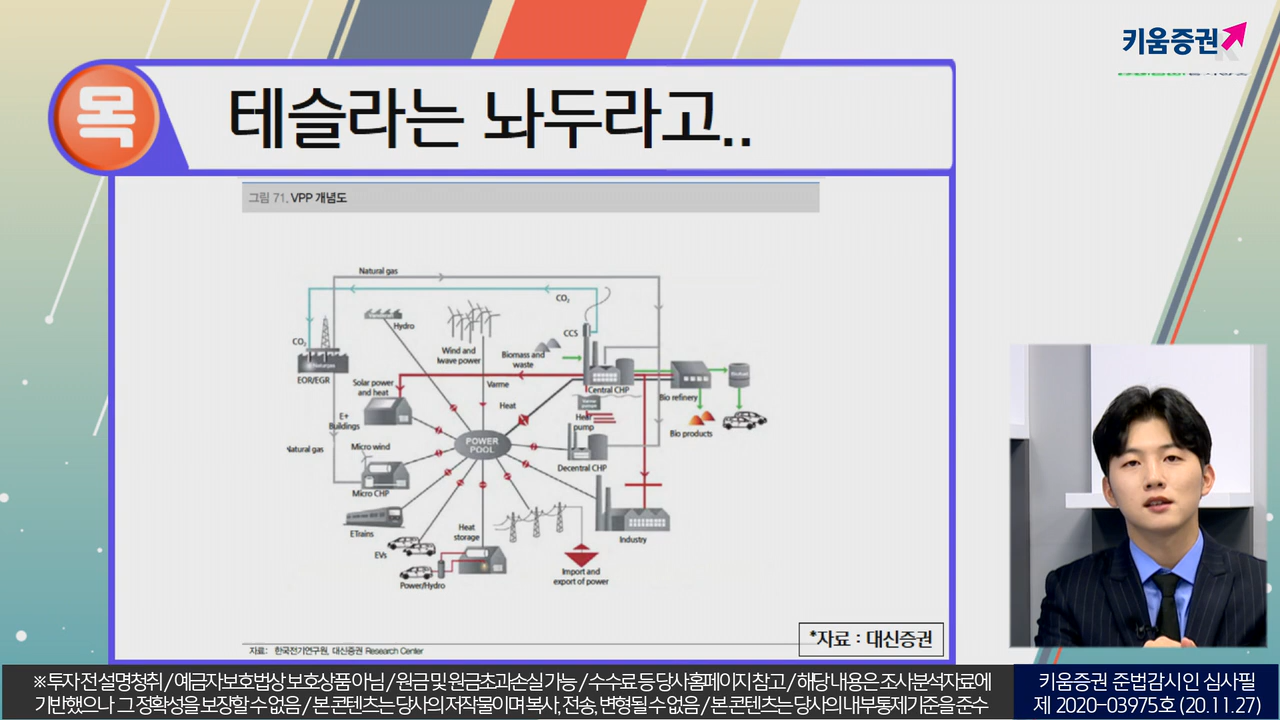 키움증권
목
테슬라는 놔두라고..
그림 71. VPP 개념도
Natural gas
CO₂
Hydro
CCS
CO₂
Wind and wave power
Biomass and waste
EOR/EGR
Solar power and heat
Varme
Central CHP
Bio refinery
Heat
E+ Buildings
Heat pump
Bio products
POWER POOL
Natural gas
Micro wind
Decentral CHP
Micro CHP
ETrains
Heat storage
Industry
EVs
Import and export of power
Power/Hydro
*자료 : 대신증권
자료: 한국전기연구원, 대신증권 Research Center
※ 투자 전 설명청취 / 예금자보호법상 보호상품 아님 / 원금 및 원금초과손실 가능 / 수수료 등 당사홈페이지 참고 / 해당 내용은 조사분석자료에
기반했으나 그 정확성을 보장할 수 없음 / 본 콘텐츠는 당사의 저작물이며 복사, 전송, 변형될 수 없음 / 본 콘텐츠는 당사의 내부통제기준을 준수
키움증권 준법감시인 심사필
제 2020-03975호 (20.11.27)